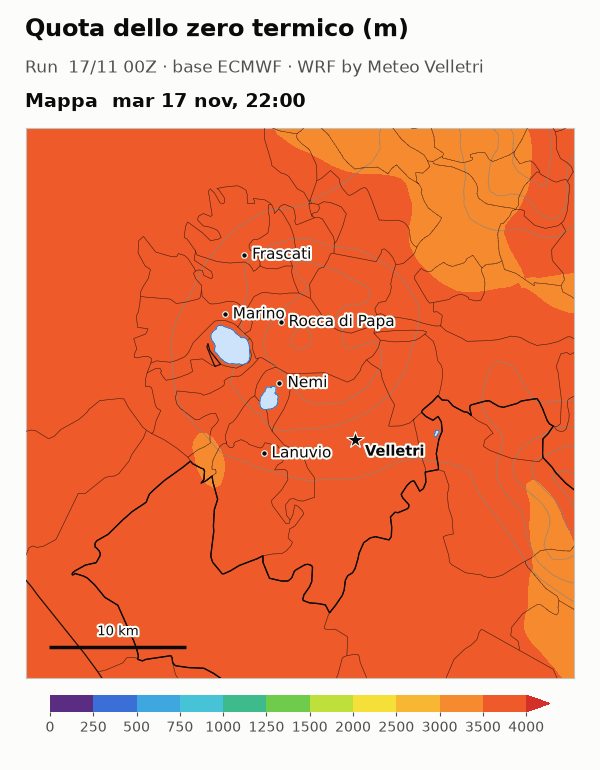 Quota dello zero termico (m)
Run  17/11 00Z · base ECMWF · WRF by Meteo Velletri
Mappa  mar 17 nov, 22:00
Frascati
Marino
Rocca di Papa
Nemi
Velletri
Lanuvio
10 km
0 250 500 750 1000 1250 1500 2000 2500 3000 3500 4000